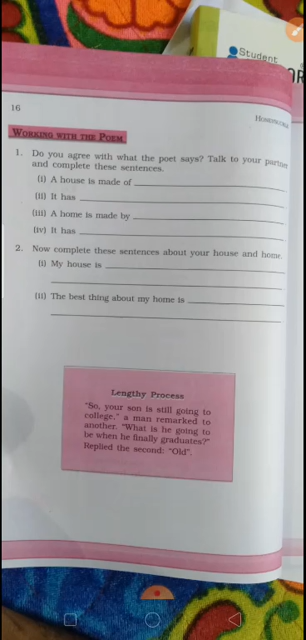 Student
OR
16
WORKING WITH THE POEM
1. Do you agree with what the poet says? Talk to your partner
and complete these sentences.
(i) A house is made of
(ii) It has
(iii) A home is made by
(iv) It has
2. Now complete these sentences about your house and home.
(i) My house is
(ii) The best thing about my home is
Lengthy Process
"So, your son is still going to
college," a man remarked to
another. "What is he going to
be when he finally graduates?"
Replied the second: "Old".